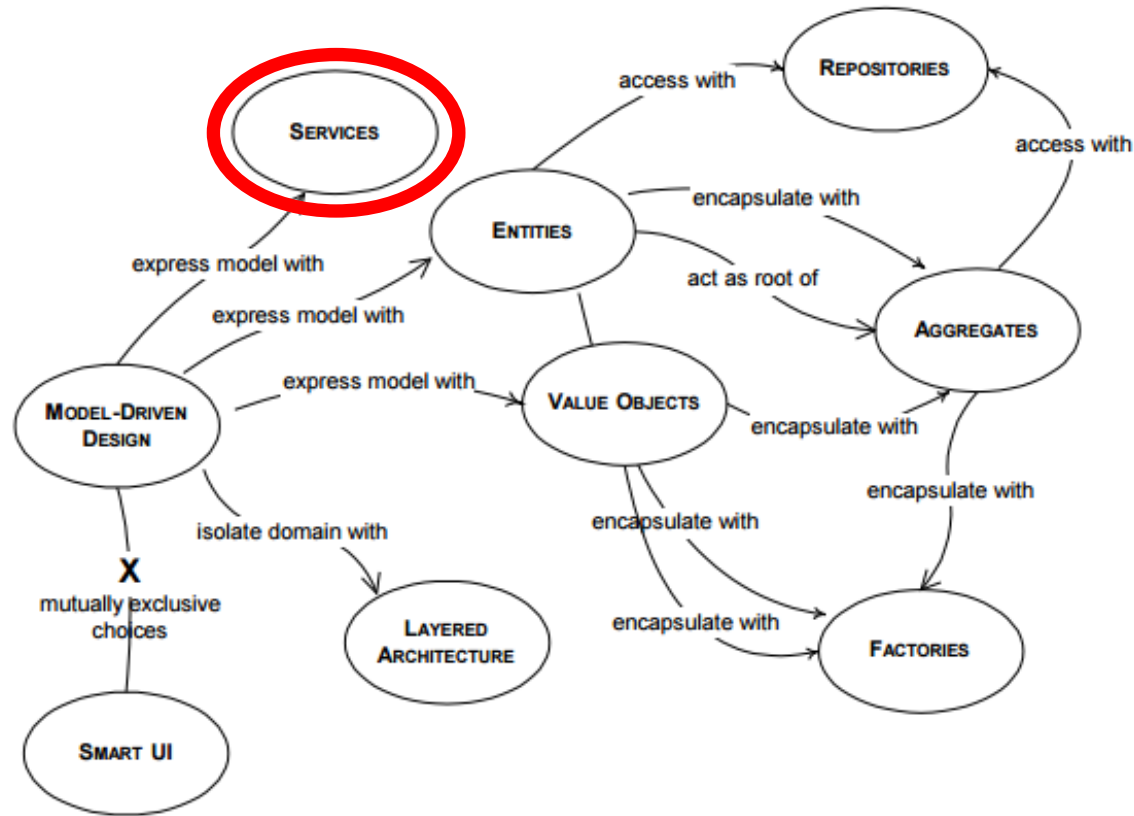 REPOSITORIES
access with
SERVICES
access with
encapsulate with
ENTITIES
express model with
act as root of
express model with
AGGREGATES
express model with
VALUE OBJECTS
MODEL-DRIVEN
DESIGN
encapsulate with
encapsulate with
isolate domain with
encapsulate with
X
mutually exclusive
choices
encapsulate with
LAYERED
ARCHITECTURE
FACTORIES
SMART UI